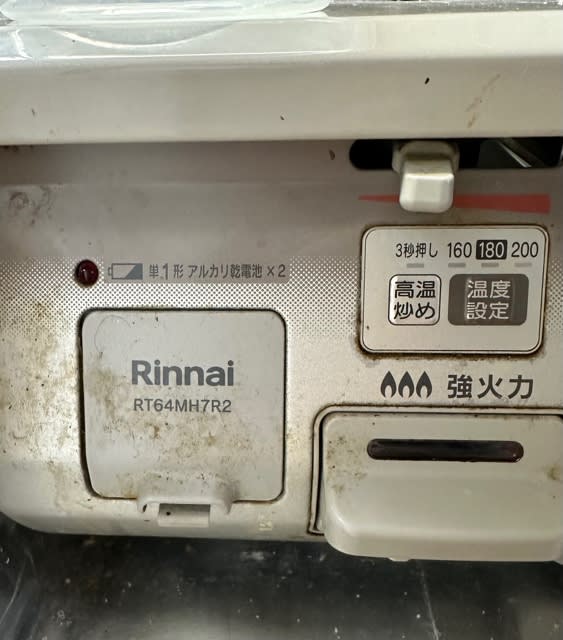 単1形 アルカリ乾電池×2
Rinnai
RT64MH7R2
3秒押し 160 180 200
高温
炒め
温度
設定
強火力